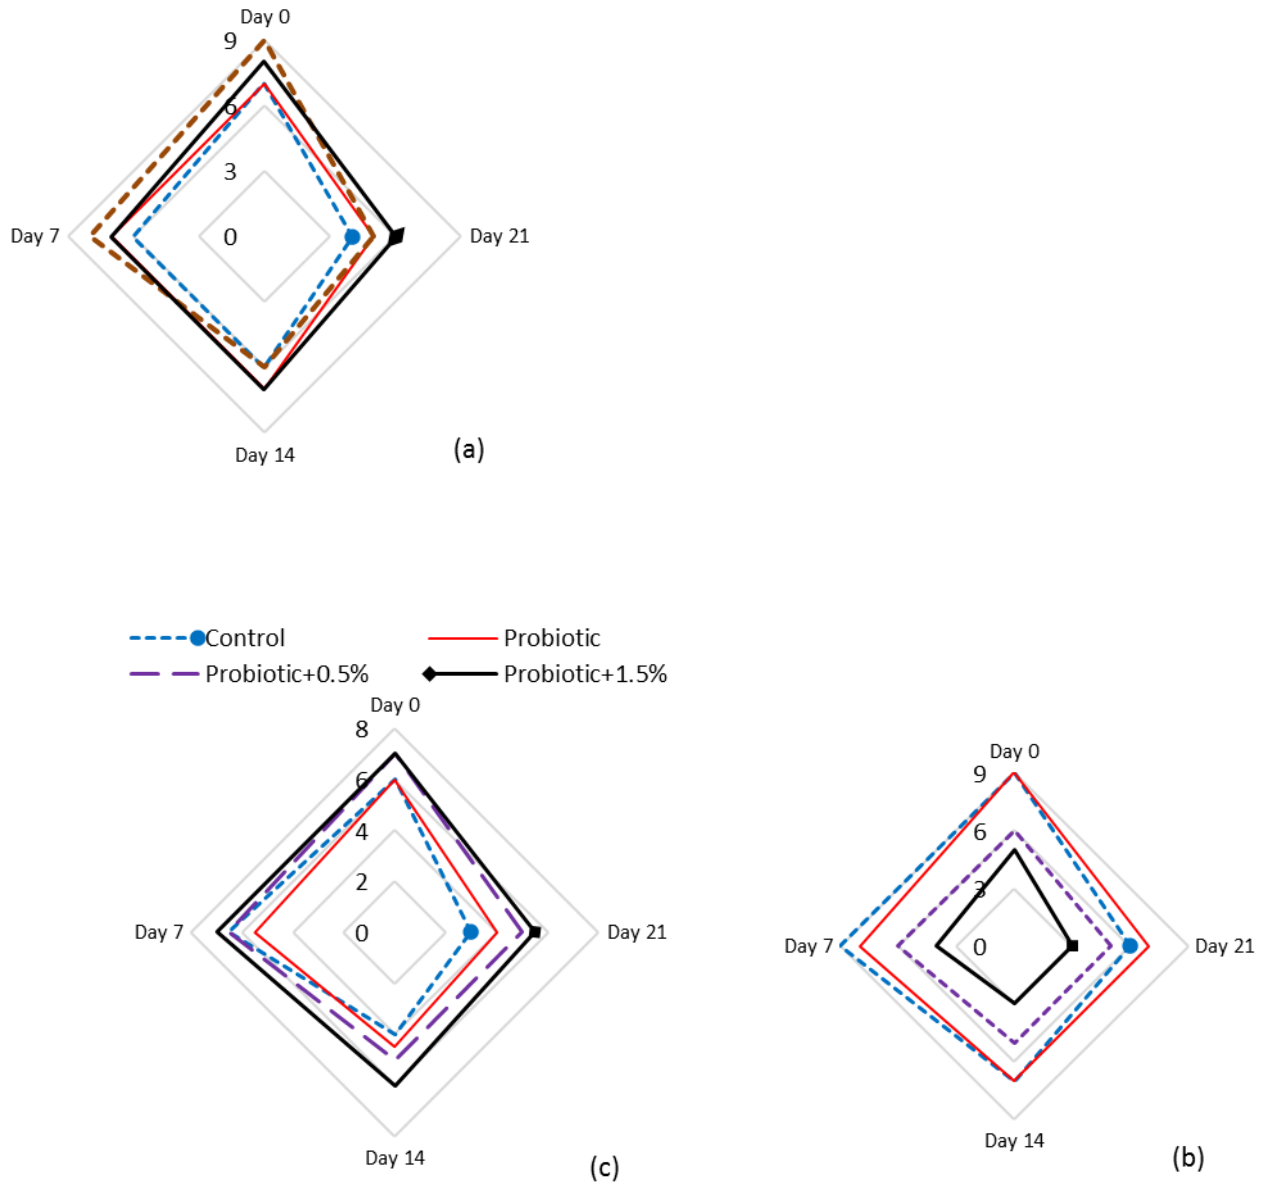 Day 0
9
6
3
Day 7
0
Day 21
Day 14
(a)
Control
Probiotic
Probiotic+0.5%
Probiotic+1.5%
Day 0
8
6
4
2
Day 7
0
Day 21
Day 14
(c)
Day 0
9
6
3
Day 7
0
Day 21
Day 14
(b)